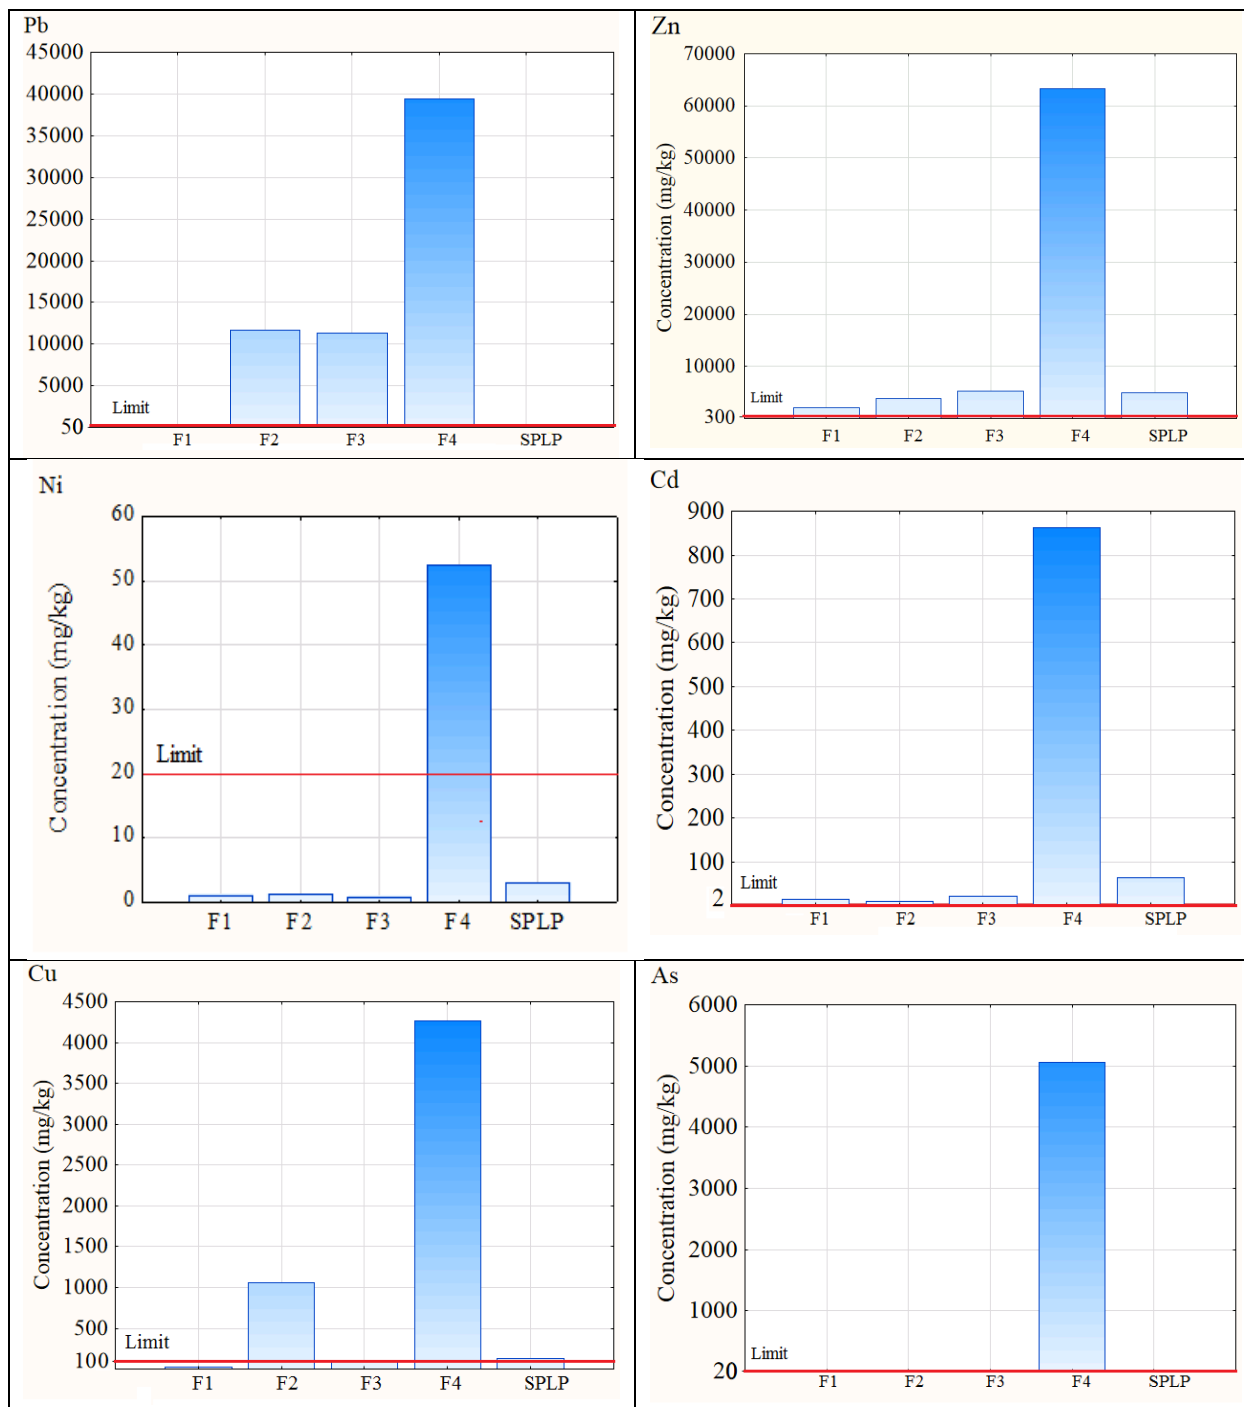 Pb
45000
40000
35000
30000
25000
20000
15000
10000
5000
50
Limit
F1 F2 F3 F4 SPLP
Zn
Concentration (mg/kg)
70000
60000
50000
40000
30000
20000
10000
300
Limit
F1 F2 F3 F4 SPLP
Ni
Concentration (mg/kg)
60
50
40
30
20
10
0
Limit
F1 F2 F3 F4 SPLP
Cd
Concentration (mg/kg)
900
800
700
600
500
400
300
200
100
2
Limit
F1 F2 F3 F4 SPLP
Cu
Concentration (mg/kg)
4500
4000
3500
3000
2500
2000
1500
1000
500
100
Limit
F1 F2 F3 F4 SPLP
As
Concentration (mg/kg)
6000
5000
4000
3000
2000
1000
20
Limit
F1 F2 F3 F4 SPLP